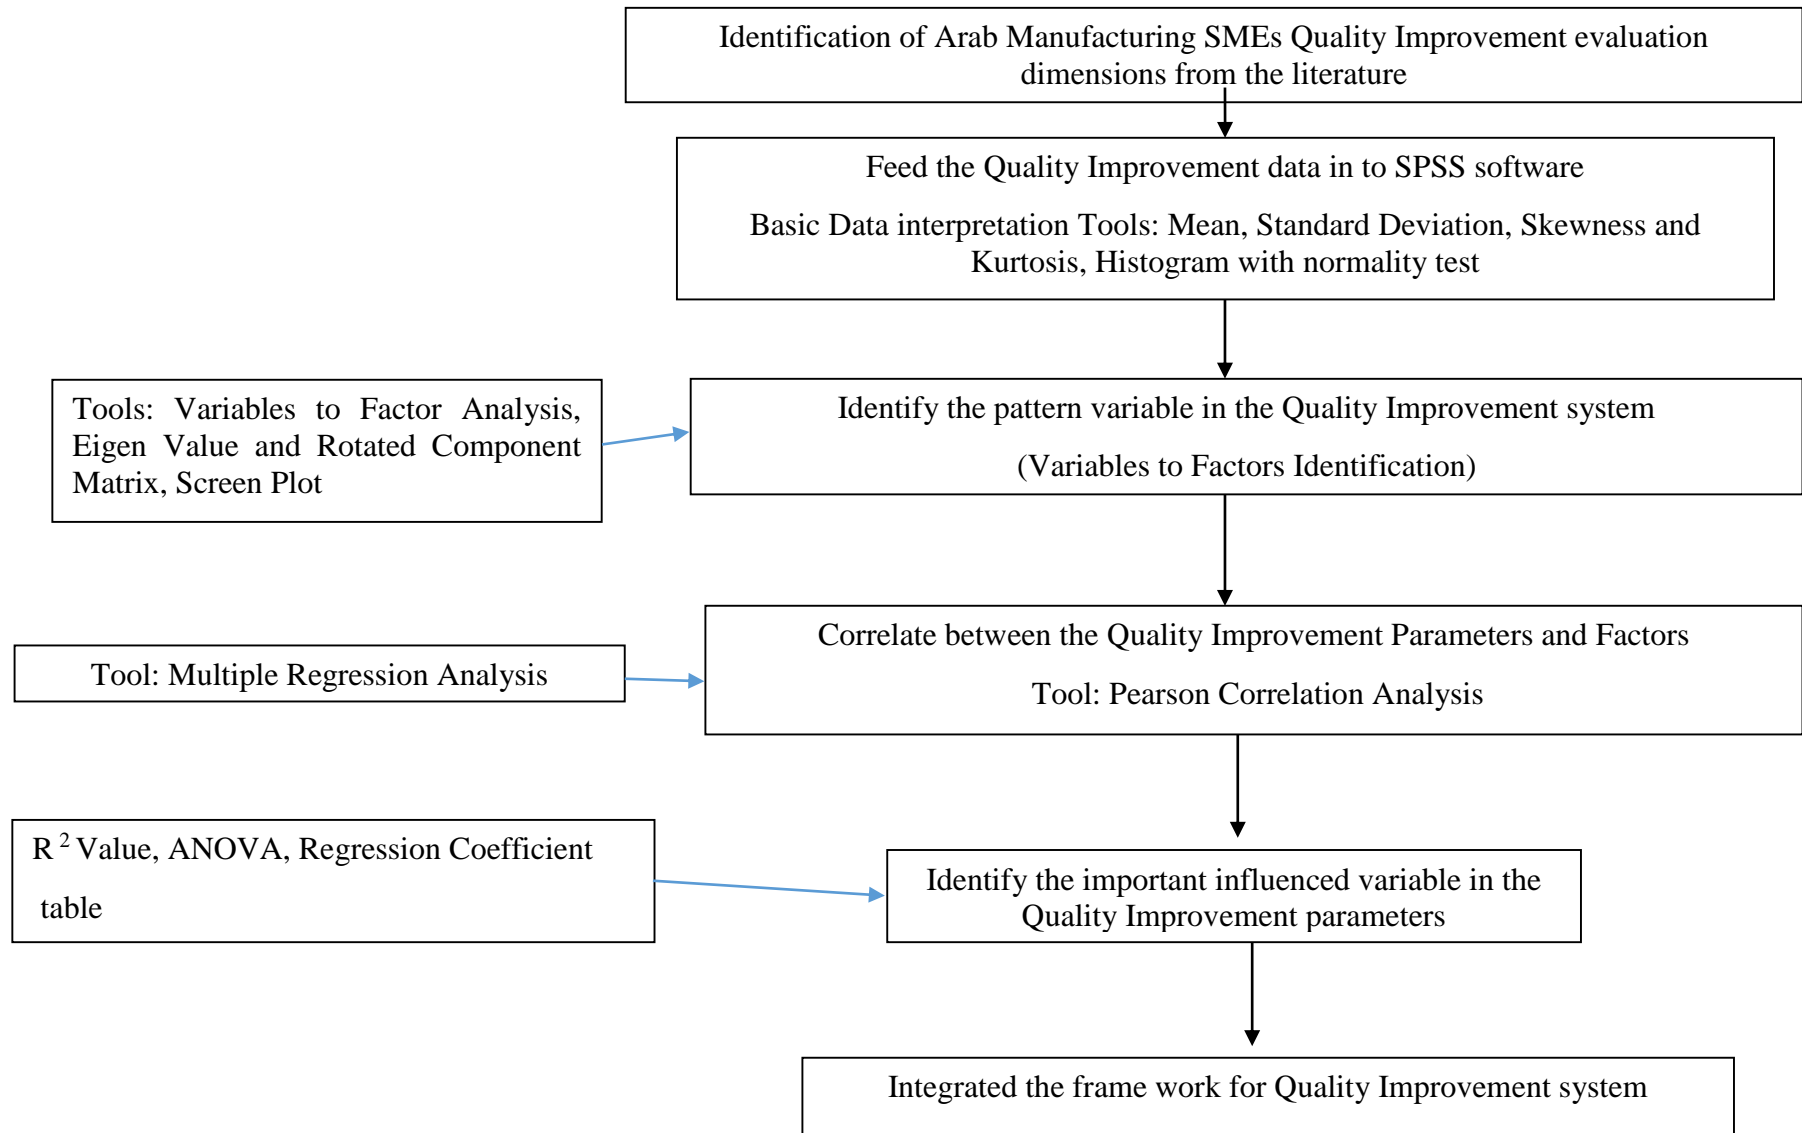 Identification of Arab Manufacturing SMEs Quality Improvement evaluation
dimensions from the literature
Feed the Quality Improvement data in to SPSS software
Basic Data interpretation Tools: Mean, Standard Deviation, Skewness and
Kurtosis, Histogram with normality test
Tools: Variables to Factor Analysis,
Eigen Value and Rotated Component
Matrix, Screen Plot
Identify the pattern variable in the Quality Improvement system
(Variables to Factors Identification)
Tool: Multiple Regression Analysis
Correlate between the Quality Improvement Parameters and Factors
Tool: Pearson Correlation Analysis
R ² Value, ANOVA, Regression Coefficient
table
Identify the important influenced variable in the
Quality Improvement parameters
Integrated the frame work for Quality Improvement system